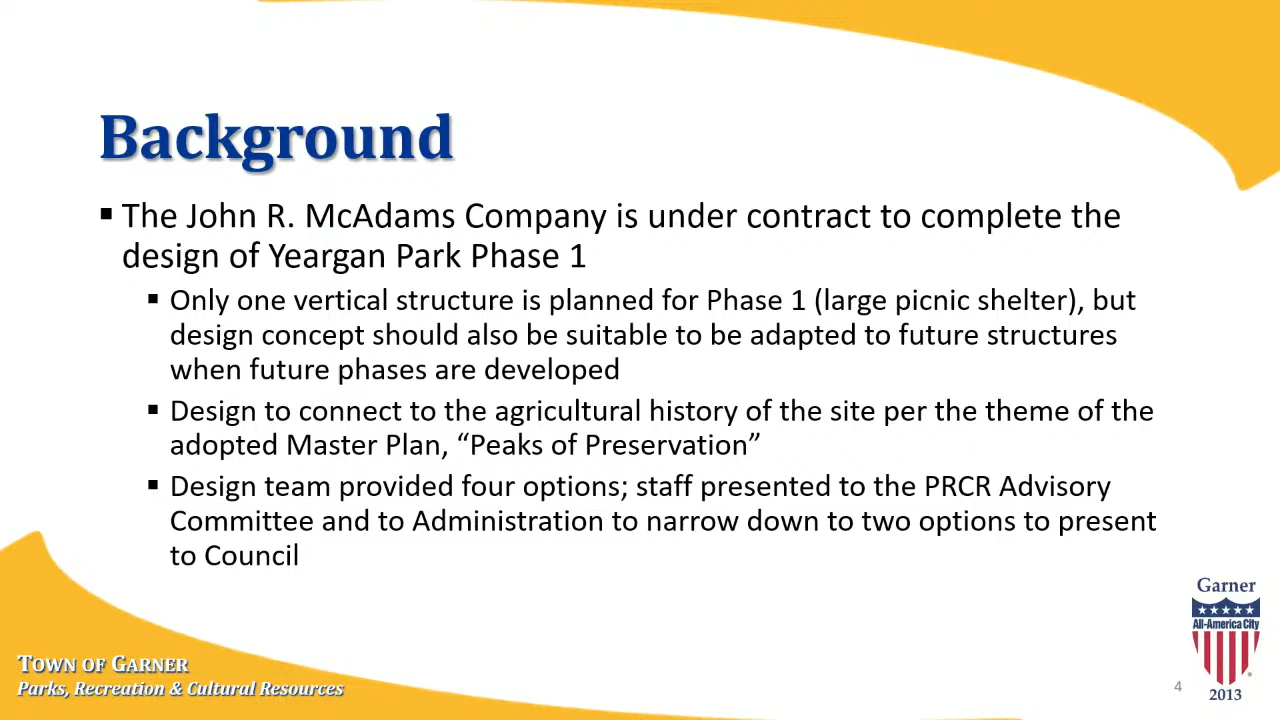 Background
▪ The John R. McAdams Company is under contract to complete the
design of Yeargan Park Phase 1
▪ Only one vertical structure is planned for Phase 1 (large picnic shelter), but
design concept should also be suitable to be adapted to future structures
when future phases are developed
▪ Design to connect to the agricultural history of the site per the theme of the
adopted Master Plan, “Peaks of Preservation”
▪ Design team provided four options; staff presented to the PRCR Advisory
Committee and to Administration to narrow down to two options to present
to Council
TOWN OF GARNER
Parks, Recreation & Cultural Resources
4
Garner
All-America City
®
2013